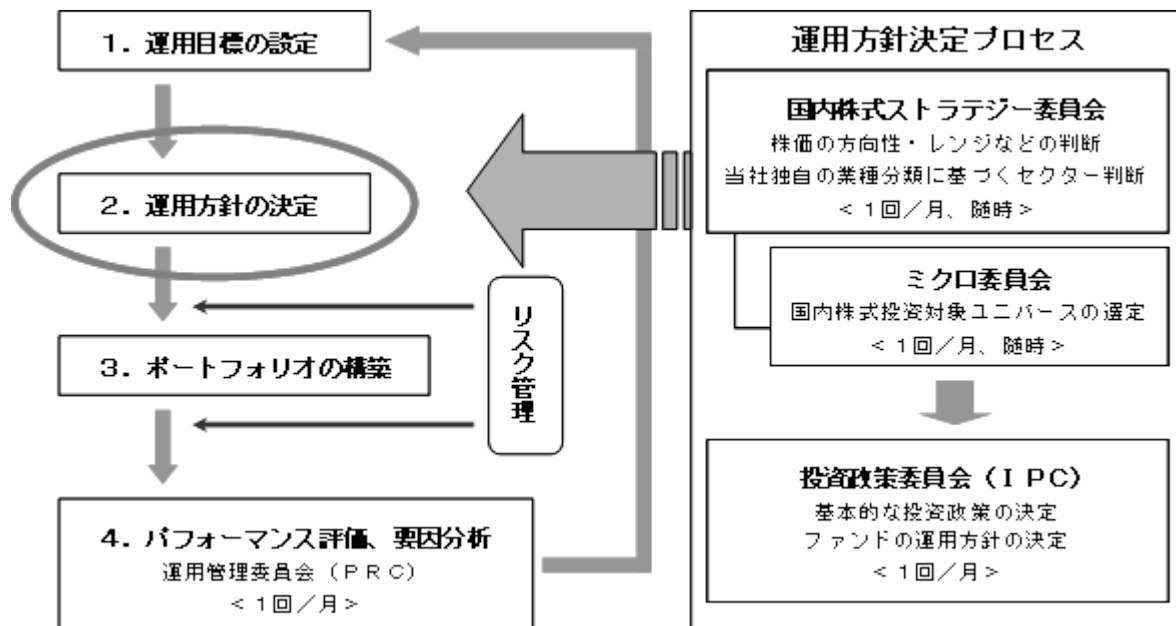 1．運用目標の設定
2．運用方針の決定
リスク管理
3．ポートフォリオの構築
4．パフォーマンス評価、要因分析
運用管理委員会（ＰＲＣ）
＜１回／月＞
運用方針決定プロセス
国内株式ストラテジー委員会
株価の方向性・レンジなどの判断
当社独自の業種分類に基づくセクター判断
＜１回／月、随時＞
ミクロ委員会
国内株式投資対象ユニバースの選定
＜１回／月、随時＞
投資政策委員会（ＩＰＣ）
基本的な投資政策の決定
ファンドの運用方針の決定
＜１回／月＞